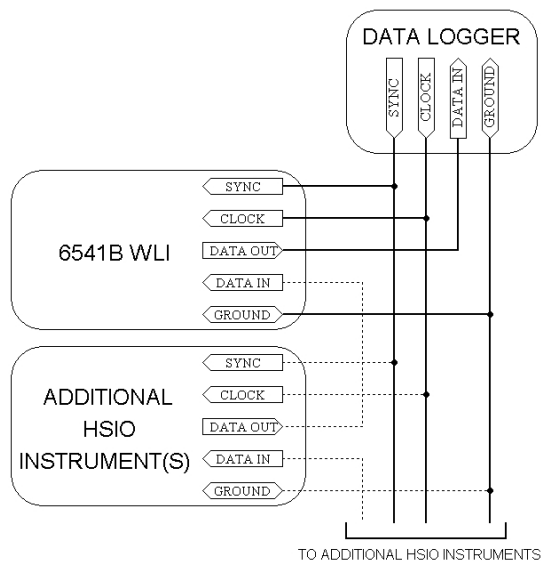 DATA LOGGER
SYNC
CLOCK
DATA IN
GROUND
6541B WLI
SYNC
CLOCK
DATA OUT
DATA IN
GROUND
ADDITIONAL
HSIO
INSTRUMENT(S)
SYNC
CLOCK
DATA OUT
DATA IN
GROUND
TO ADDITIONAL HSIO INSTRUMENTS